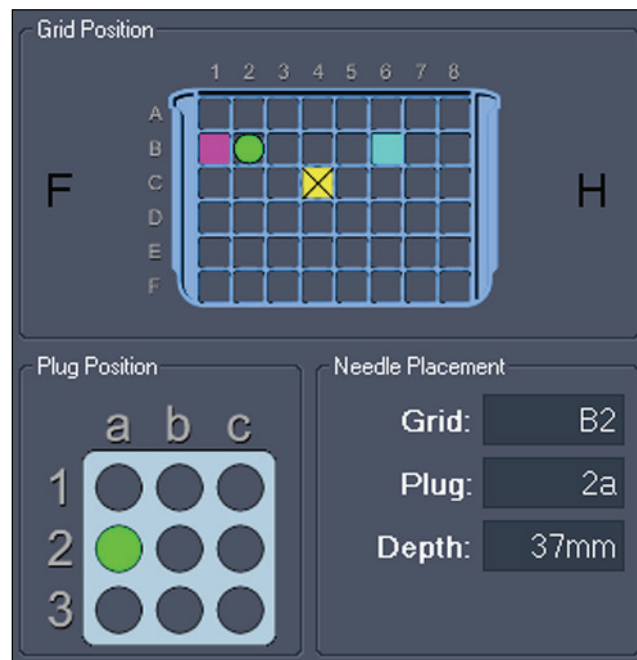 Grid Position
1 2 3 4 5 6 7 8
A
B
C
D
E
F
F
H
Plug Position
a b c
1
2
3
Needle Placement
Grid: B2
Plug: 2a
Depth: 37mm